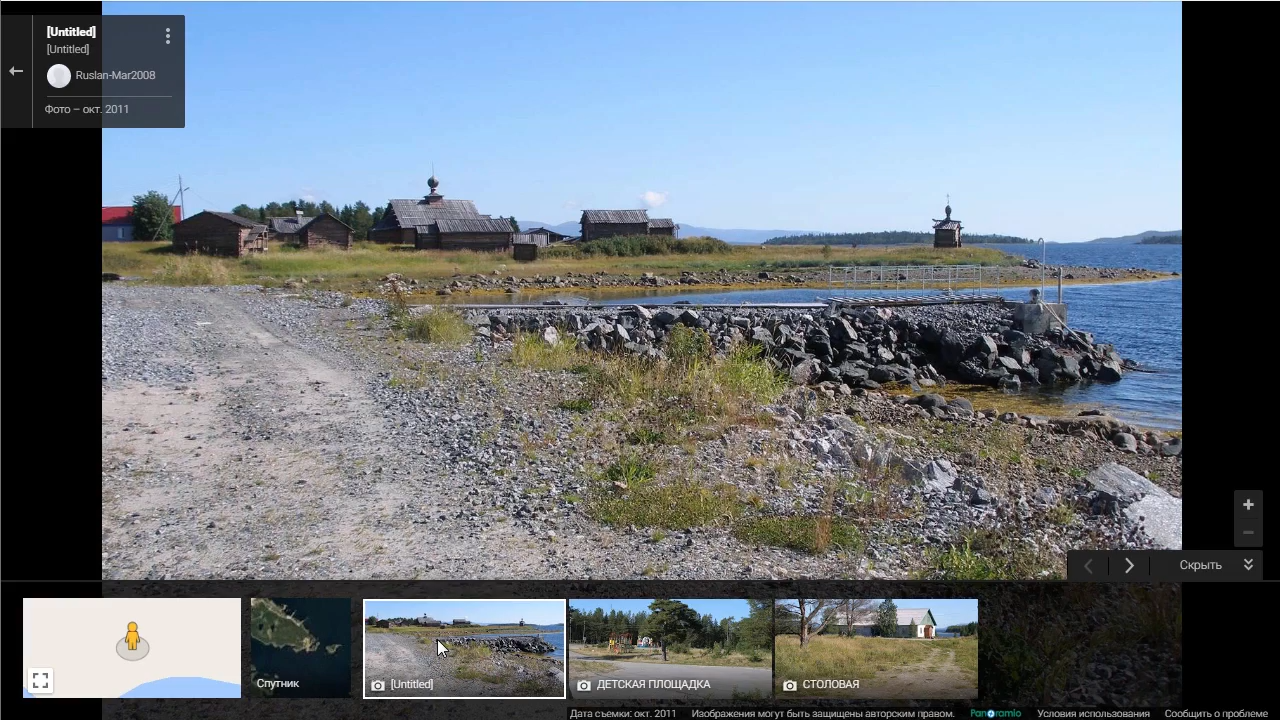 [Untitled]
[Untitled]
Ruslan-Mar2008
Фото – окт. 2011
Скрыть
Спутник
[Untitled]
ДЕТСКАЯ ПЛОЩАДКА
СТОЛОВАЯ
Дата съемки: окт. 2011 Изображения могут быть защищены авторским правом. Panoramio Условия использования Сообщить о проблеме